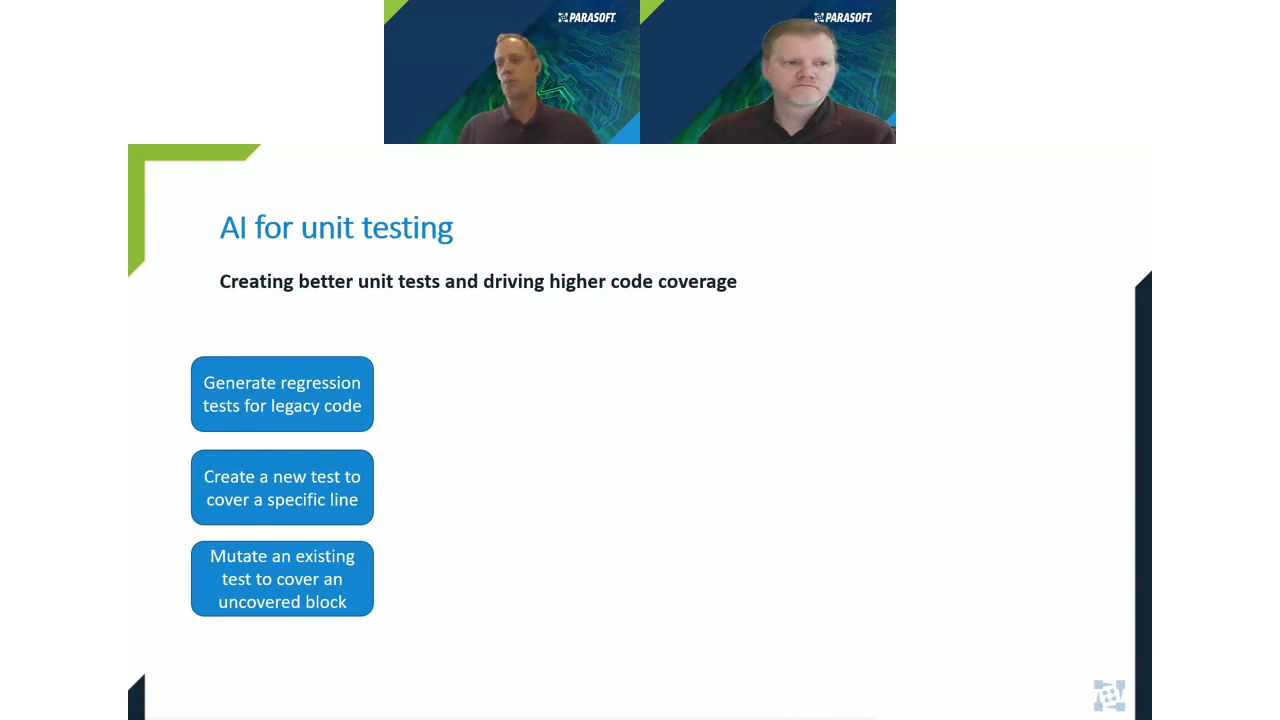 PARASOFT
PARASOFT
AI for unit testing
Creating better unit tests and driving higher code coverage
Generate regression
tests for legacy code
Create a new test to
cover a specific line
Mutate an existing
test to cover an
uncovered block